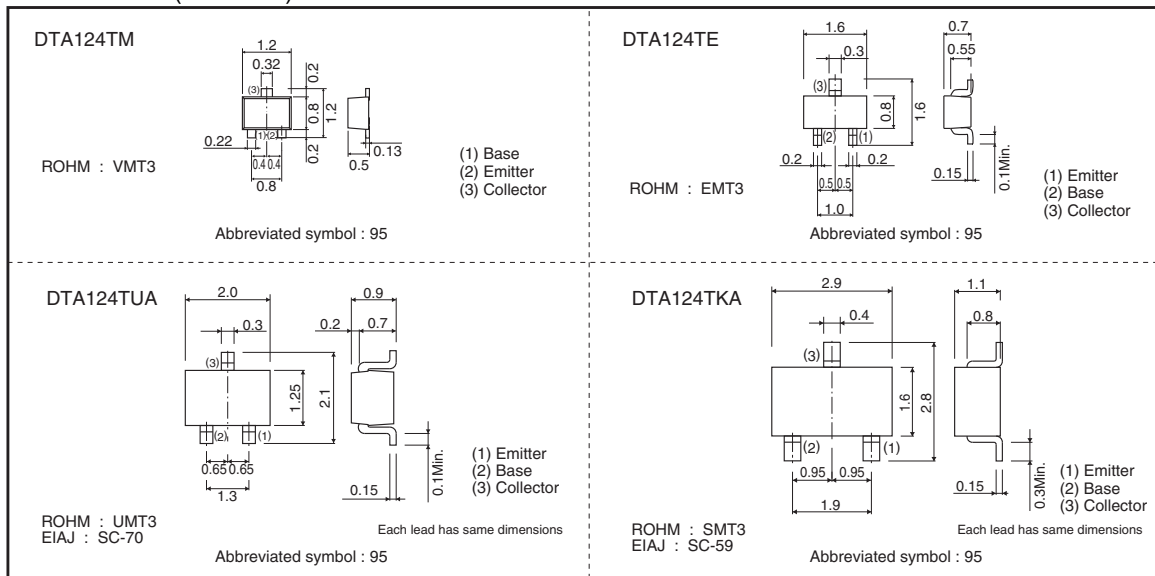 DTA124TM
1.2
0.32
0.2
(3)
0.8
1.2
(1)
(2)
0.22
0.2
0.4
0.4
0.8
0.5
0.13
ROHM : VMT3
(1) Base
(2) Emitter
(3) Collector
Abbreviated symbol : 95
DTA124TE
1.6
0.3
0.7
0.55
(3)
0.8
1.6
(2)
(1)
0.2
0.2
0.5
0.5
1.0
0.15
0.1Min.
ROHM : EMT3
(1) Emitter
(2) Base
(3) Collector
Abbreviated symbol : 95
DTA124TUA
2.0
0.3
0.9
0.2
0.7
(3)
1.25
2.1
(2)
(1)
0.65
0.65
1.3
0.15
0.1Min.
(1) Emitter
(2) Base
(3) Collector
ROHM : UMT3
EIAJ : SC-70
Each lead has same dimensions
Abbreviated symbol : 95
DTA124TKA
2.9
0.4
1.1
0.8
(3)
1.6
2.8
(2)
(1)
0.95
0.95
1.9
0.15
0.3Min.
(1) Emitter
(2) Base
(3) Collector
ROHM : SMT3
EIAJ : SC-59
Each lead has same dimensions
Abbreviated symbol : 95